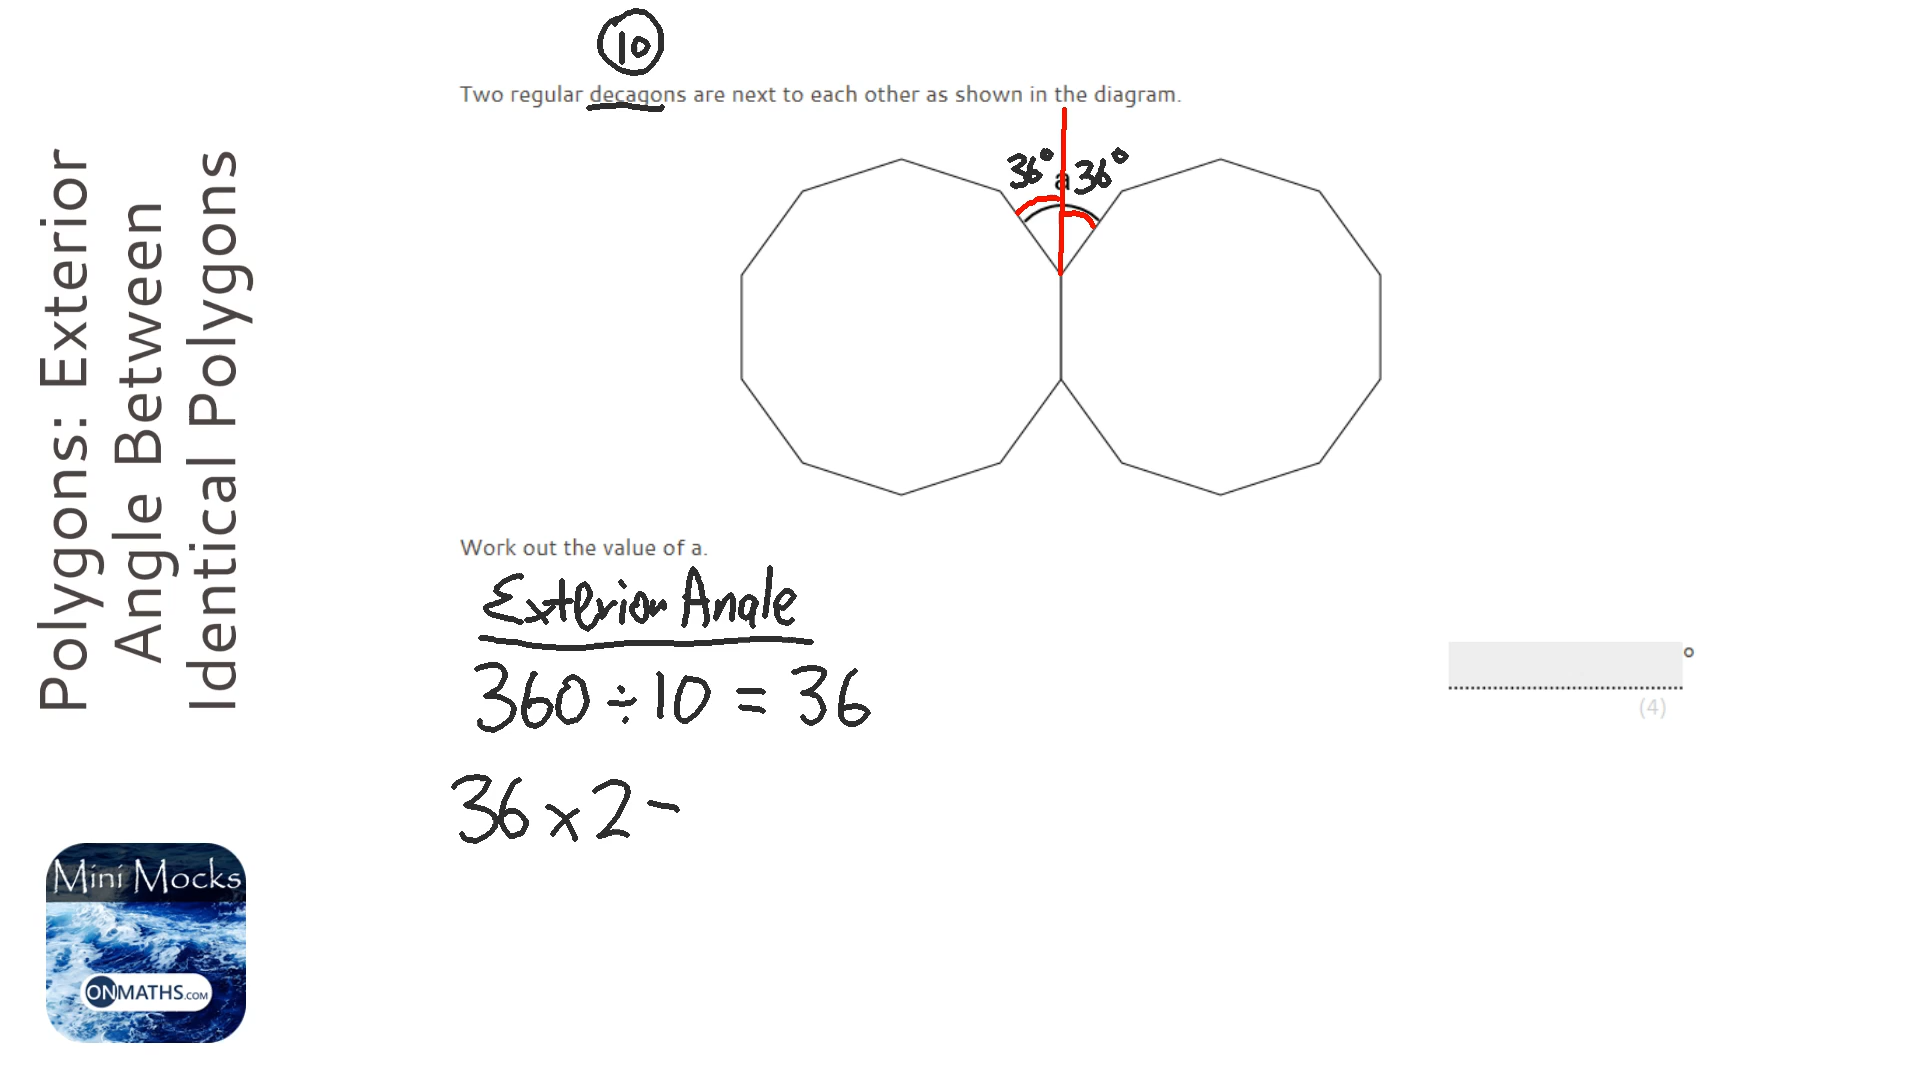 Polygons: Exterior
Angle Between
Identical Polygons
10
Two regular decagons are next to each other as shown in the diagram.
36° a 36°
Work out the value of a.
Exterior Angle
360 ÷ 10 = 36
36 × 2 -
°
(4)
Mini Mocks
ONMATHS.COM